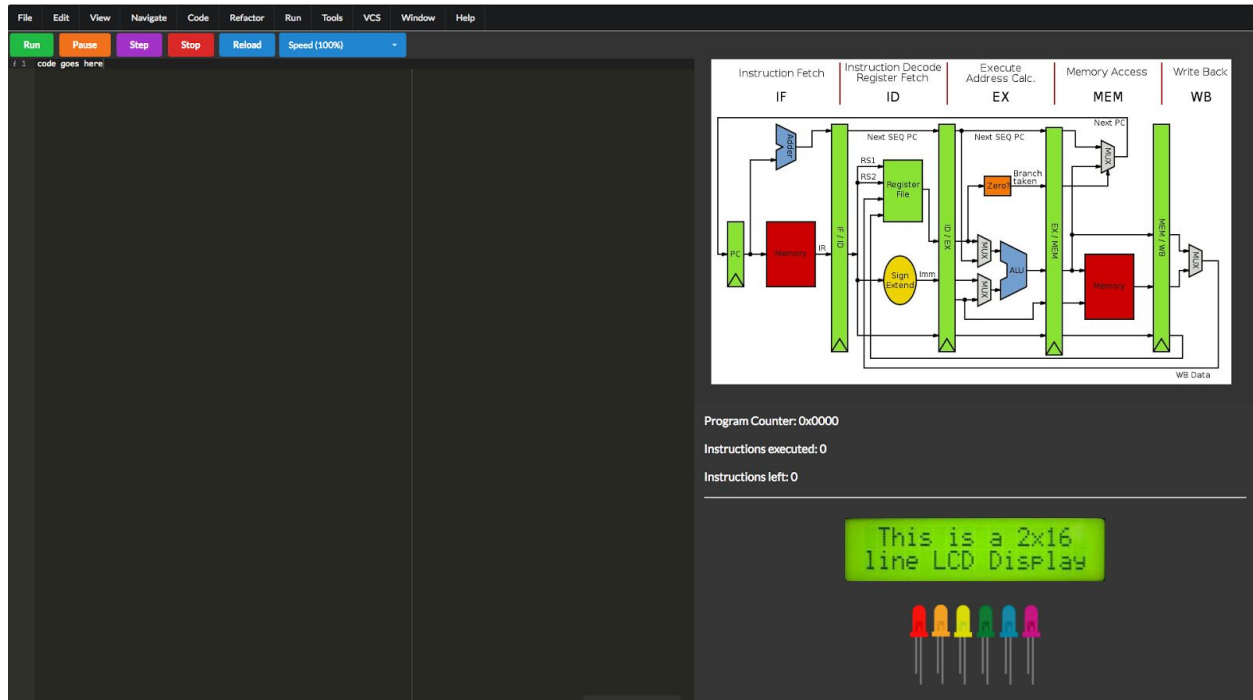 File Edit View Navigate Code Refactor Run Tools VCS Window Help
Run Pause Step Stop Reload Speed (100%)
i 1 code goes here
Instruction Fetch
IF
Instruction Decode
Register Fetch
ID
Execute
Address Calc.
EX
Memory Access
MEM
Write Back
WB
Next PC
Adder
Next SEQ PC
Next SEQ PC
MUX
RS1
RS2
Register
File
Branch
taken
Zero?
IF / ID
ID / EX
EX / MEM
MEM / WB
PC
Memory
IR
MUX
ALU
MUX
Sign
Extend
Imm
Memory
MUX
WB Data
Program Counter: 0x0000
Instructions executed: 0
Instructions left: 0
This is a 2x16
line LCD Display